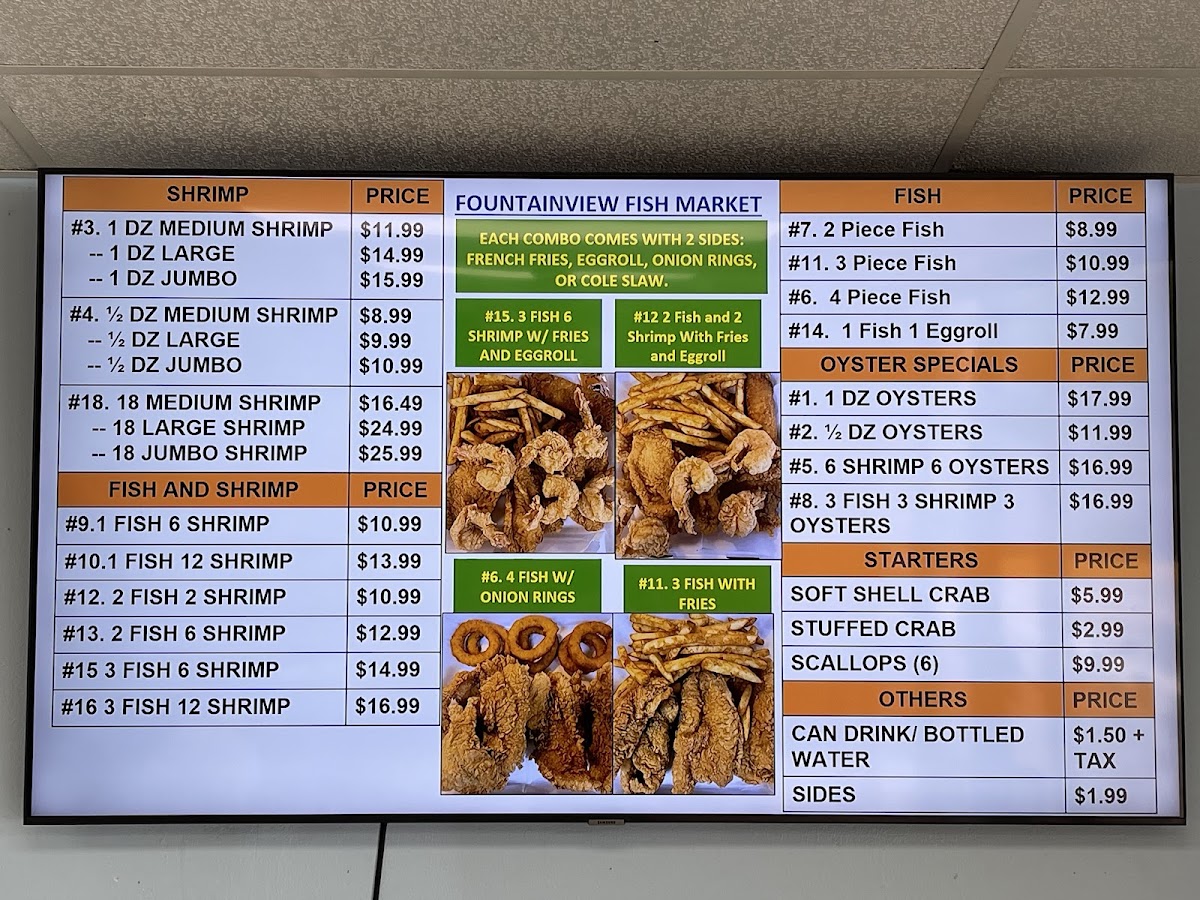 SHRIMP PRICE
#3. 1 DZ MEDIUM SHRIMP $11.99
-- 1 DZ LARGE $14.99
-- 1 DZ JUMBO $15.99
#4. ½ DZ MEDIUM SHRIMP $8.99
-- ½ DZ LARGE $9.99
-- ½ DZ JUMBO $10.99
#18. 18 MEDIUM SHRIMP $16.49
-- 18 LARGE SHRIMP $24.99
-- 18 JUMBO SHRIMP $25.99
FISH AND SHRIMP PRICE
#9.1 FISH 6 SHRIMP $10.99
#10.1 FISH 12 SHRIMP $13.99
#12. 2 FISH 2 SHRIMP $10.99
#13. 2 FISH 6 SHRIMP $12.99
#15 3 FISH 6 SHRIMP $14.99
#16 3 FISH 12 SHRIMP $16.99
FOUNTAINVIEW FISH MARKET
EACH COMBO COMES WITH 2 SIDES:
FRENCH FRIES, EGGROLL, ONION RINGS,
OR COLE SLAW.
#15. 3 FISH 6
SHRIMP W/ FRIES
AND EGGROLL
#12 2 Fish and 2
Shrimp With Fries
and Eggroll
#6. 4 FISH W/
ONION RINGS
#11. 3 FISH WITH
FRIES
FISH PRICE
#7. 2 Piece Fish $8.99
#11. 3 Piece Fish $10.99
#6. 4 Piece Fish $12.99
#14. 1 Fish 1 Eggroll $7.99
OYSTER SPECIALS PRICE
#1. 1 DZ OYSTERS $17.99
#2. ½ DZ OYSTERS $11.99
#5. 6 SHRIMP 6 OYSTERS $16.99
#8. 3 FISH 3 SHRIMP 3 $16.99
OYSTERS
STARTERS PRICE
SOFT SHELL CRAB $5.99
STUFFED CRAB $2.99
SCALLOPS (6) $9.99
OTHERS PRICE
CAN DRINK/ BOTTLED $1.50 +
WATER TAX
SIDES $1.99